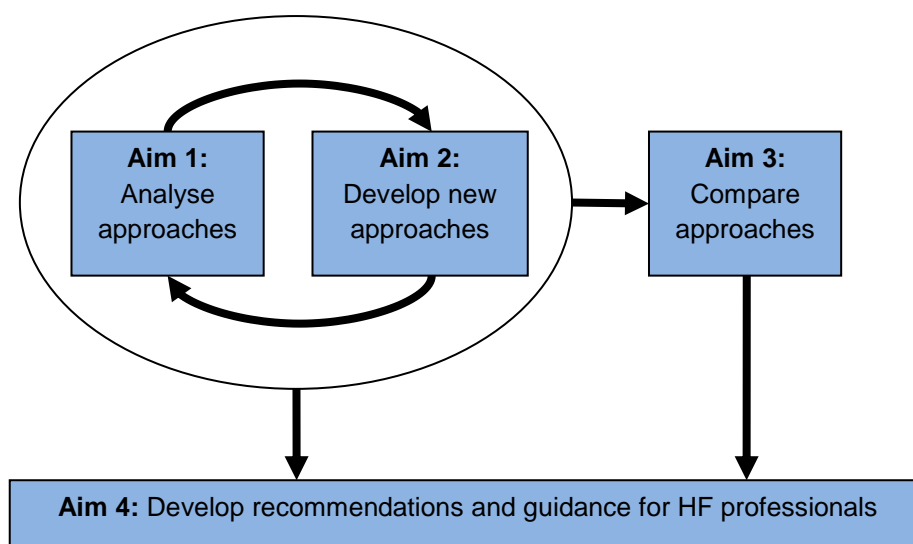 Aim 1:
Analyse
approaches
Aim 2:
Develop new
approaches
Aim 3:
Compare
approaches
Aim 4: Develop recommendations and guidance for HF professionals